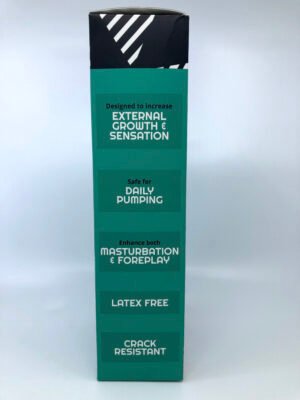 Designed to increase
EXTERNAL
GROWTH &
SENSATION
Safe for
DAILY
PUMPING
Enhance both
MASTURBATION
& FOREPLAY
LATEX FREE
CRACK
RESISTANT